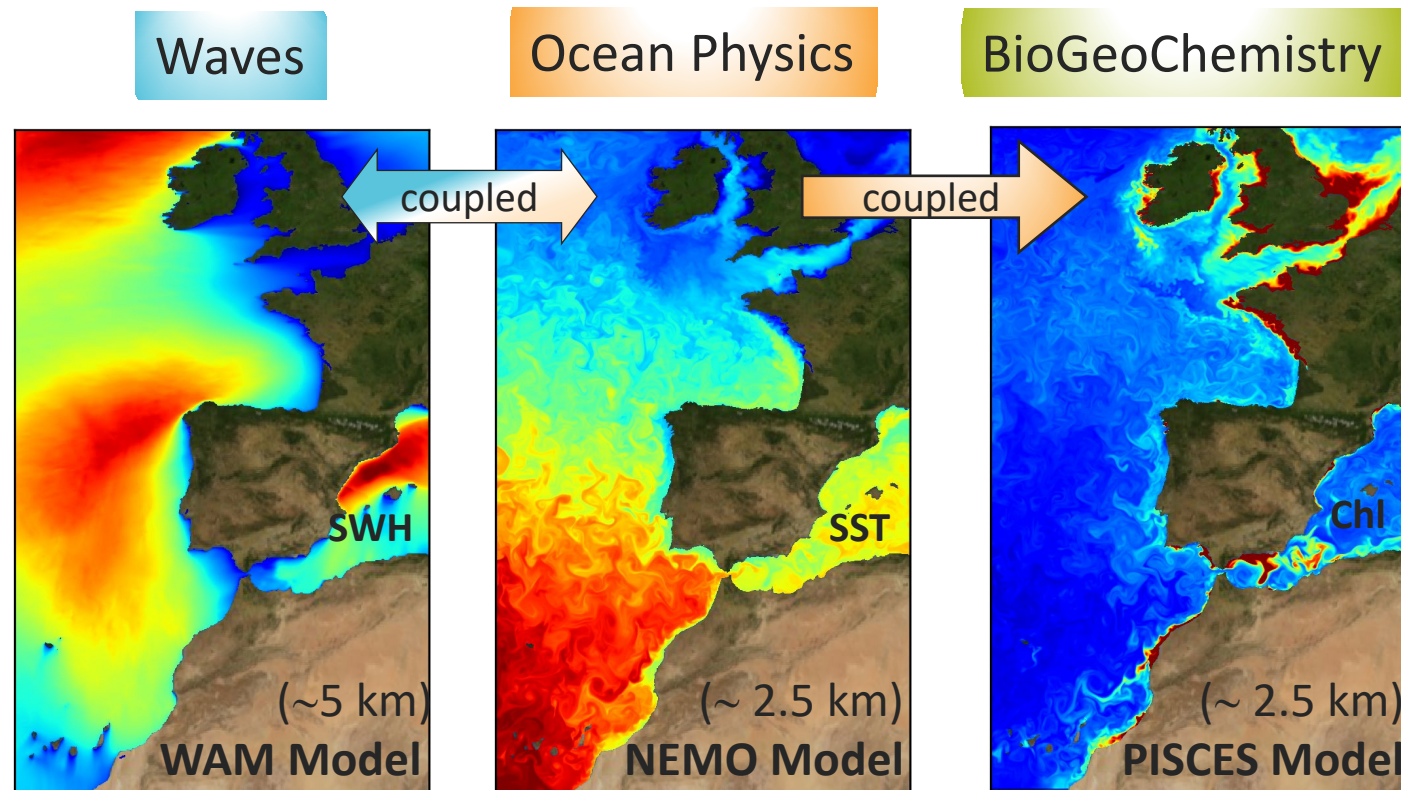 Waves
Ocean Physics
BioGeoChemistry
coupled
coupled
SWH
SST
Chl
(~5 km)
WAM Model
(~ 2.5 km)
NEMO Model
(~ 2.5 km)
PISCES Model